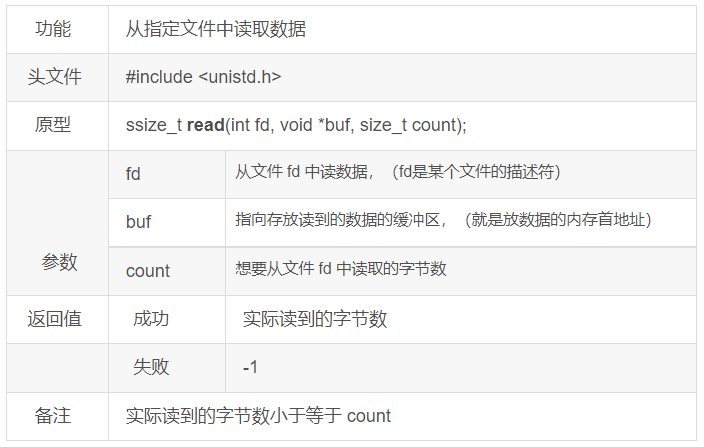 功能 从指定文件中读取数据
头文件 #include <unistd.h>
原型 ssize_t read(int fd, void *buf, size_t count);
参数 fd 从文件 fd 中读数据，（fd是某个文件的描述符）
buf 指向存放读到的数据的缓冲区，（就是放数据的内存首地址）
count 想要从文件 fd 中读取的字节数
返回值 成功 实际读到的字节数
失败 -1
备注 实际读到的字节数小于等于 count